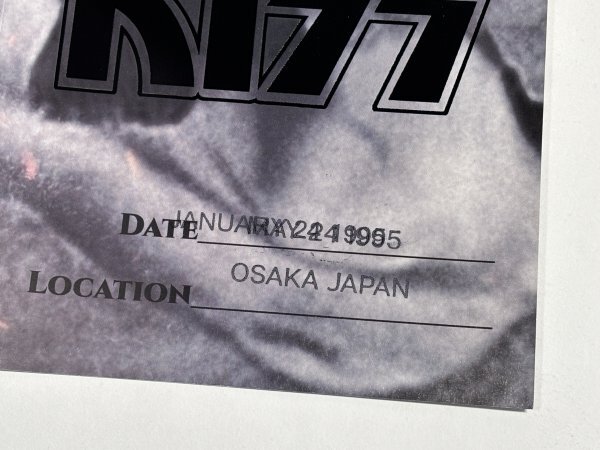 KISS
DATE JANUARY 24 1995
LOCATION OSAKA JAPAN